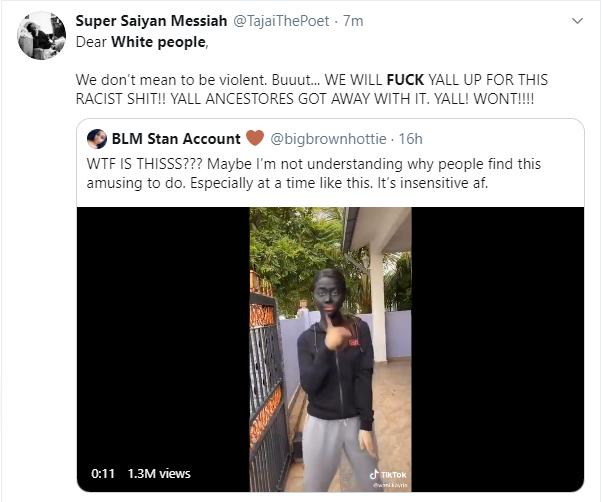 Super Saiyan Messiah @TajaiThePoet · 7m
Dear White people,
We don't mean to be violent. Buuut... WE WILL FUCK YALL UP FOR THIS
RACIST SHIT!! YALL ANCESTORES GOT AWAY WITH IT. YALL! WONT!!!!
BLM Stan Account 🤎 @bigbrownhottie · 16h
WTF IS THISSS??? Maybe I'm not understanding why people find this
amusing to do. Especially at a time like this. It's insensitive af.
0:11 1.3M views
TikTok